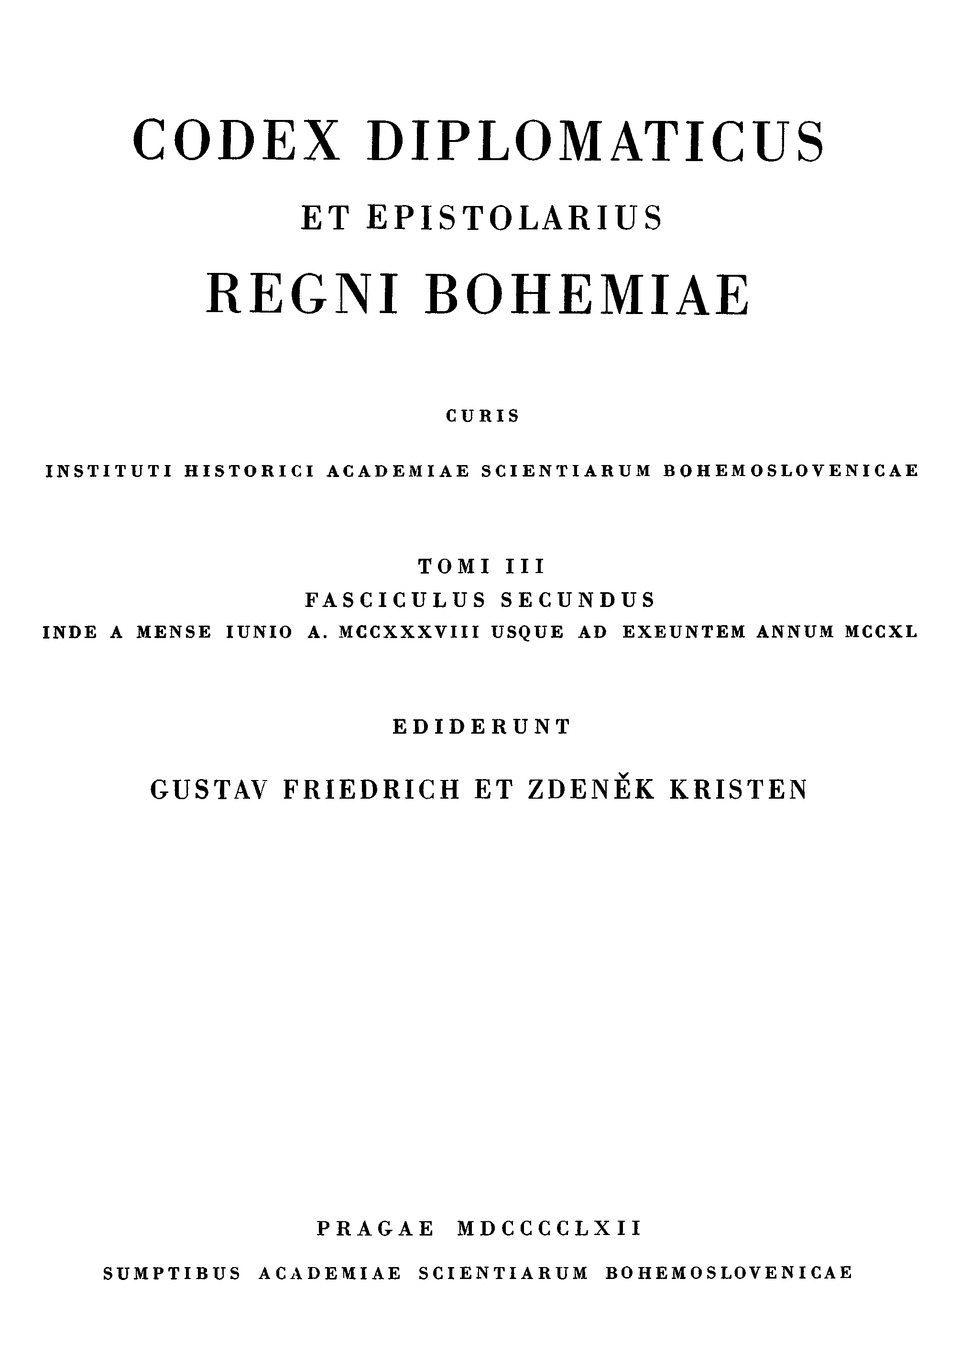 CODEX DIPLOMATICUS
ET EPISTOLARIUS
REGNI BOHEMIAE
CURIS
INSTITUTI HISTORICI ACADEMIAE SCIENTIARUM BOHEMOSLOVENICAE
TOMI III
FASCICULUS SECUNDUS
INDE A MENSE IUNIO A. MCCXXXVIII USQUE AD EXEUNTEM ANNUM MCCXL
EDIDERUNT
GUSTAV FRIEDRICH ET ZDENĚK KRISTEN
PRAGAE MDCCCCLXII
SUMPTIBUS ACADEMIAE SCIENTIARUM BOHEMOSLOVENICAE